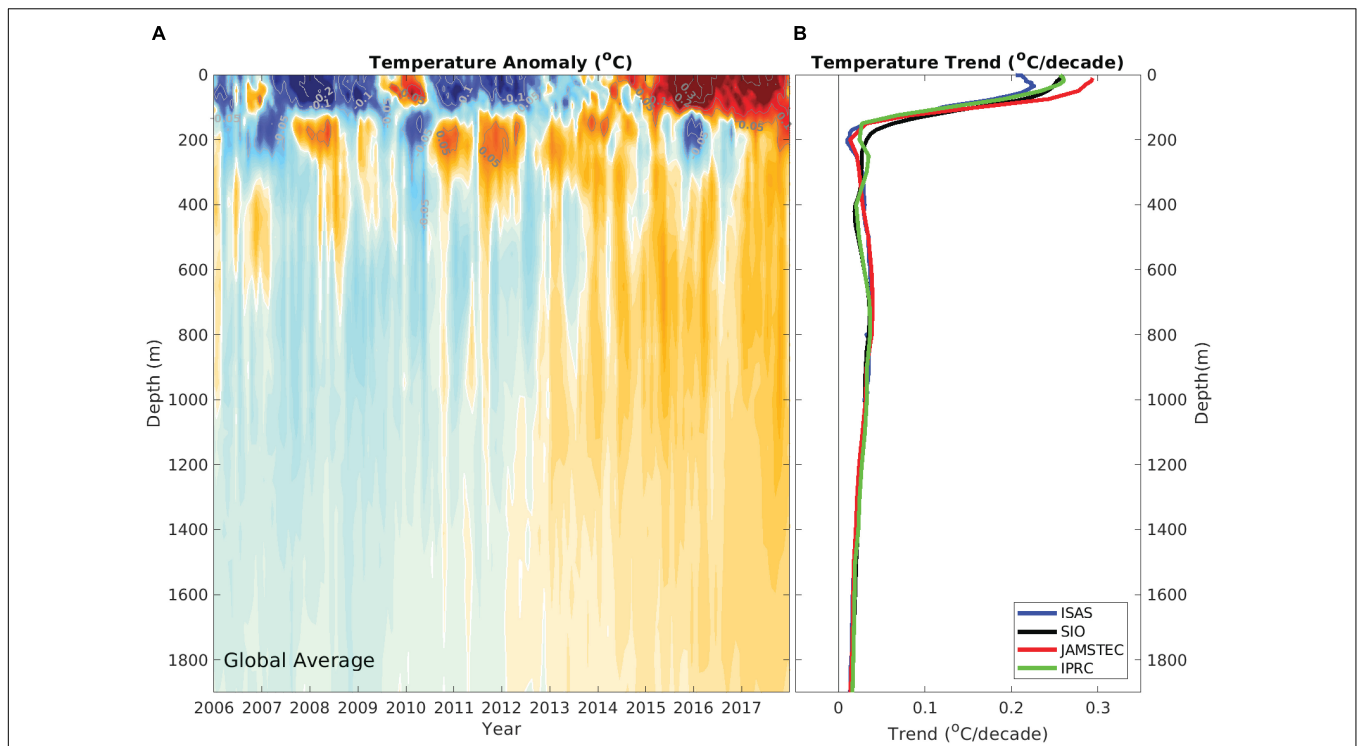 A
B
Temperature Anomaly (°C)
Temperature Trend (°C/decade)
0
200
400
600
800
1000
1200
1400
1600
1800
Depth (m)
Global Average
2006 2007 2008 2009 2010 2011 2012 2013 2014 2015 2016 2017
Year
0
200
400
600
800
1000
1200
1400
1600
1800
Depth(m)
ISAS
SIO
JAMSTEC
IPRC
0 0.1 0.2 0.3
Trend (°C/decade)